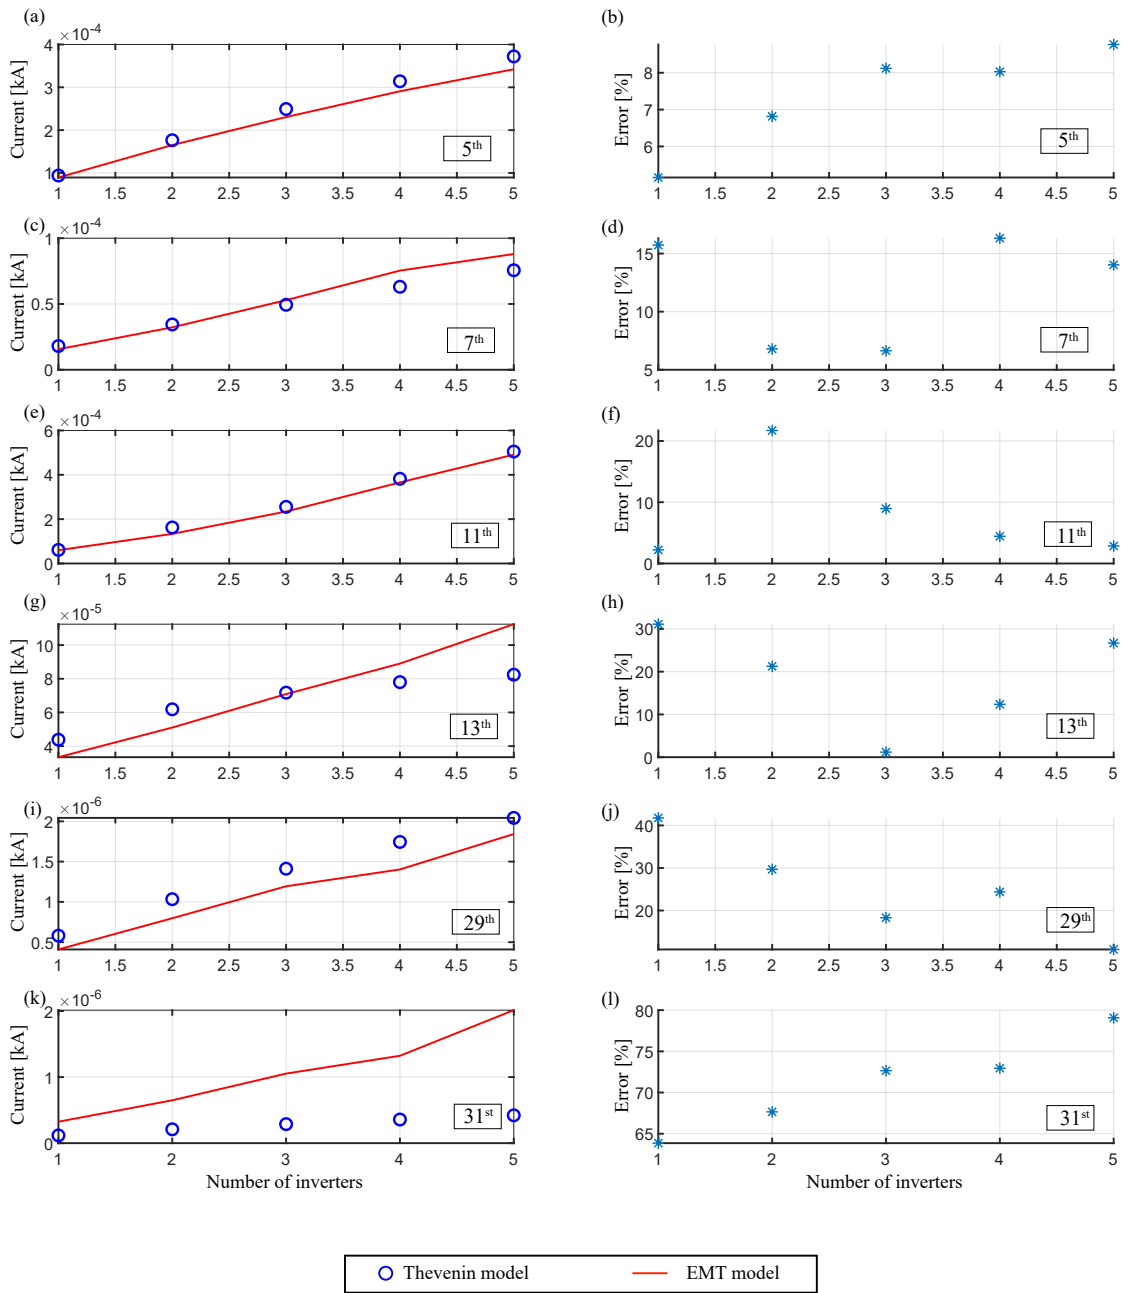 (a)
×10⁻⁴
Current [kA]
4
3
2
1
1 1.5 2 2.5 3 3.5 4 4.5 5
5th
(b)
Error [%]
8
7
6
1 1.5 2 2.5 3 3.5 4 4.5 5
5th
(c)
×10⁻⁴
Current [kA]
1
0.5
0
1 1.5 2 2.5 3 3.5 4 4.5 5
7th
(d)
Error [%]
15
10
5
1 1.5 2 2.5 3 3.5 4 4.5 5
7th
(e)
×10⁻⁴
Current [kA]
6
4
2
0
1 1.5 2 2.5 3 3.5 4 4.5 5
11th
(f)
Error [%]
20
10
0
1 1.5 2 2.5 3 3.5 4 4.5 5
11th
(g)
×10⁻⁵
Current [kA]
10
8
6
4
1 1.5 2 2.5 3 3.5 4 4.5 5
13th
(h)
Error [%]
30
20
10
0
1 1.5 2 2.5 3 3.5 4 4.5 5
13th
(i)
×10⁻⁶
Current [kA]
2
1.5
1
0.5
1 1.5 2 2.5 3 3.5 4 4.5 5
29th
(j)
Error [%]
40
30
20
1 1.5 2 2.5 3 3.5 4 4.5 5
29th
(k)
×10⁻⁶
Current [kA]
2
1
0
1 2 3 4 5
31st
Number of inverters
(l)
Error [%]
80
75
70
65
1 2 3 4 5
31st
Number of inverters
Thevenin model
EMT model